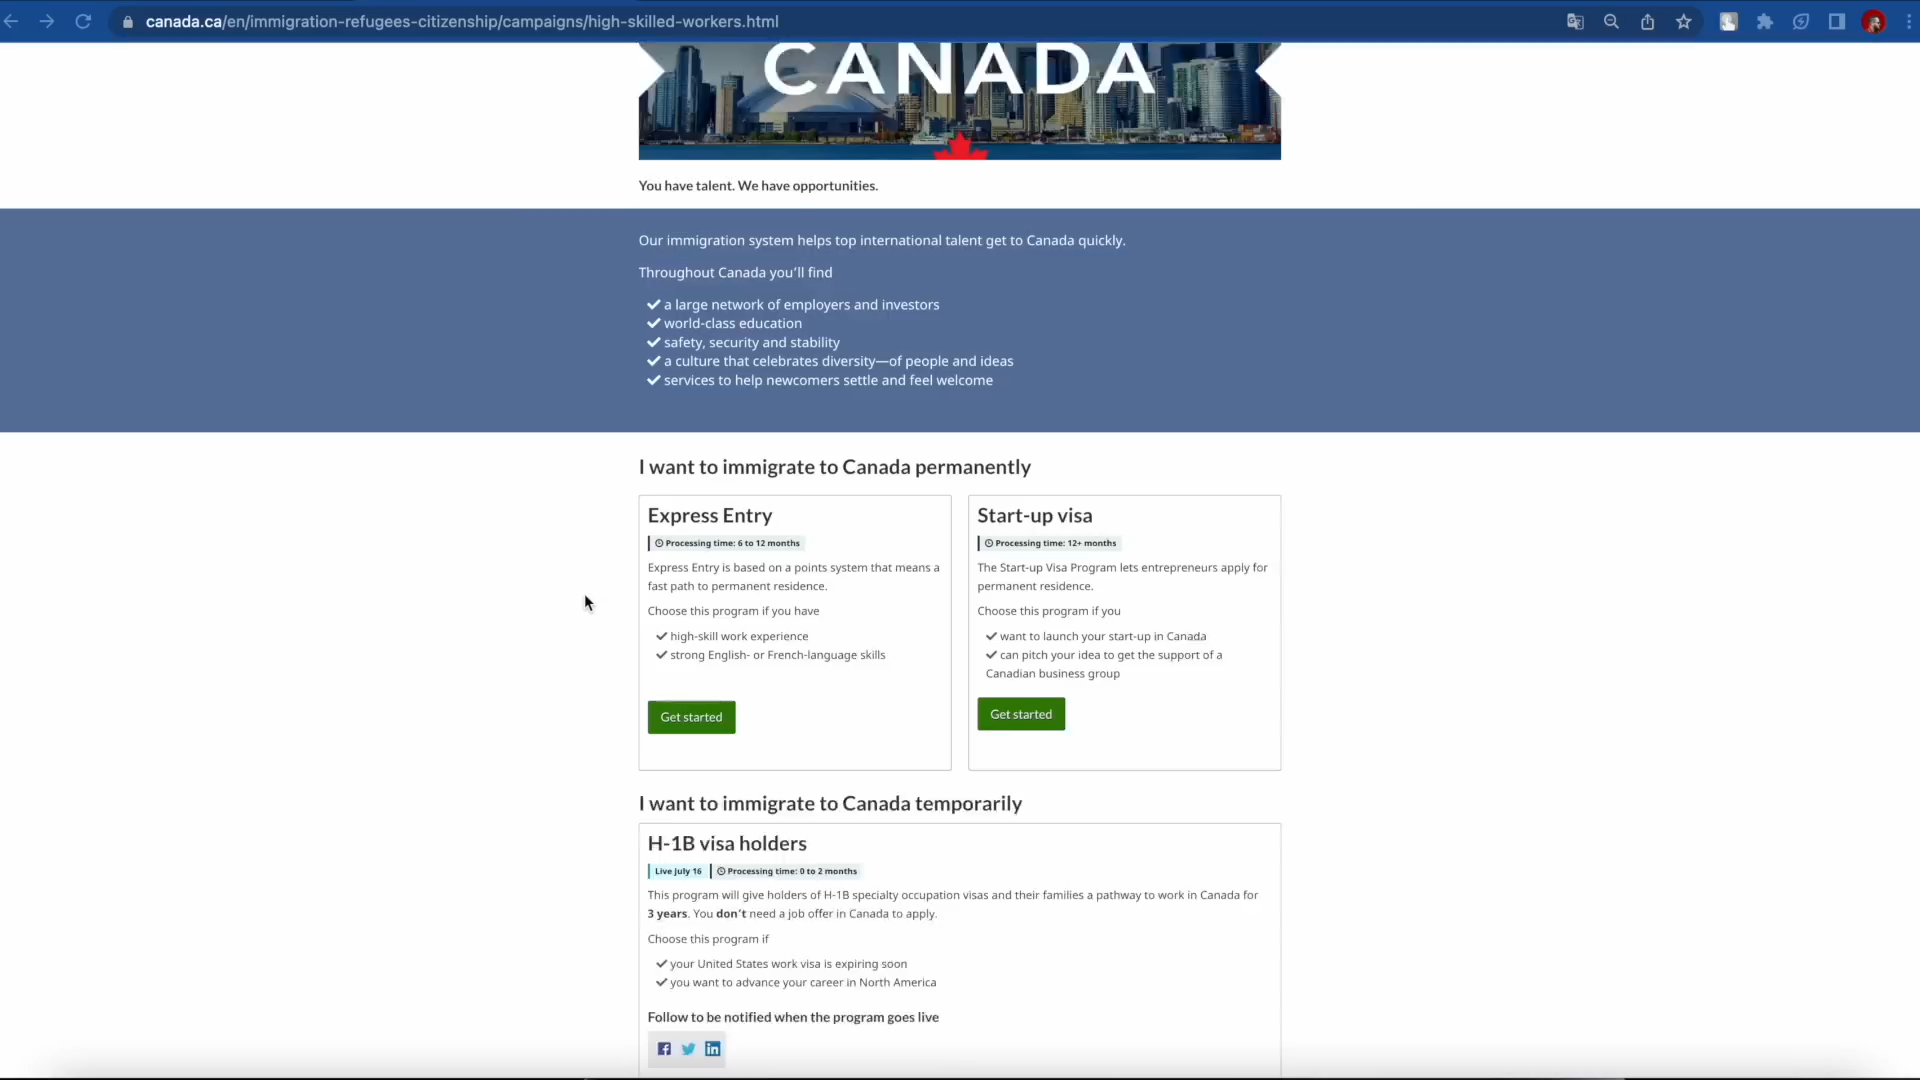 canada.ca/en/immigration-refugees-citizenship/campaigns/high-skilled-workers.html
CANADA
You have talent. We have opportunities.
Our immigration system helps top international talent get to Canada quickly.
Throughout Canada you'll find
a large network of employers and investors
world-class education
safety, security and stability
a culture that celebrates diversity—of people and ideas
services to help newcomers settle and feel welcome
I want to immigrate to Canada permanently
Express Entry
Processing time: 6 to 12 months
Express Entry is based on a points system that means a
fast path to permanent residence.
Choose this program if you have
high-skill work experience
strong English- or French-language skills
Get started
Start-up visa
Processing time: 12+ months
The Start-up Visa Program lets entrepreneurs apply for
permanent residence.
Choose this program if you
want to launch your start-up in Canada
can pitch your idea to get the support of a
Canadian business group
Get started
I want to immigrate to Canada temporarily
H-1B visa holders
Live July 16 Processing time: 0 to 2 months
This program will give holders of H-1B specialty occupation visas and their families a pathway to work in Canada for
3 years. You don't need a job offer in Canada to apply.
Choose this program if
your United States work visa is expiring soon
you want to advance your career in North America
Follow to be notified when the program goes live